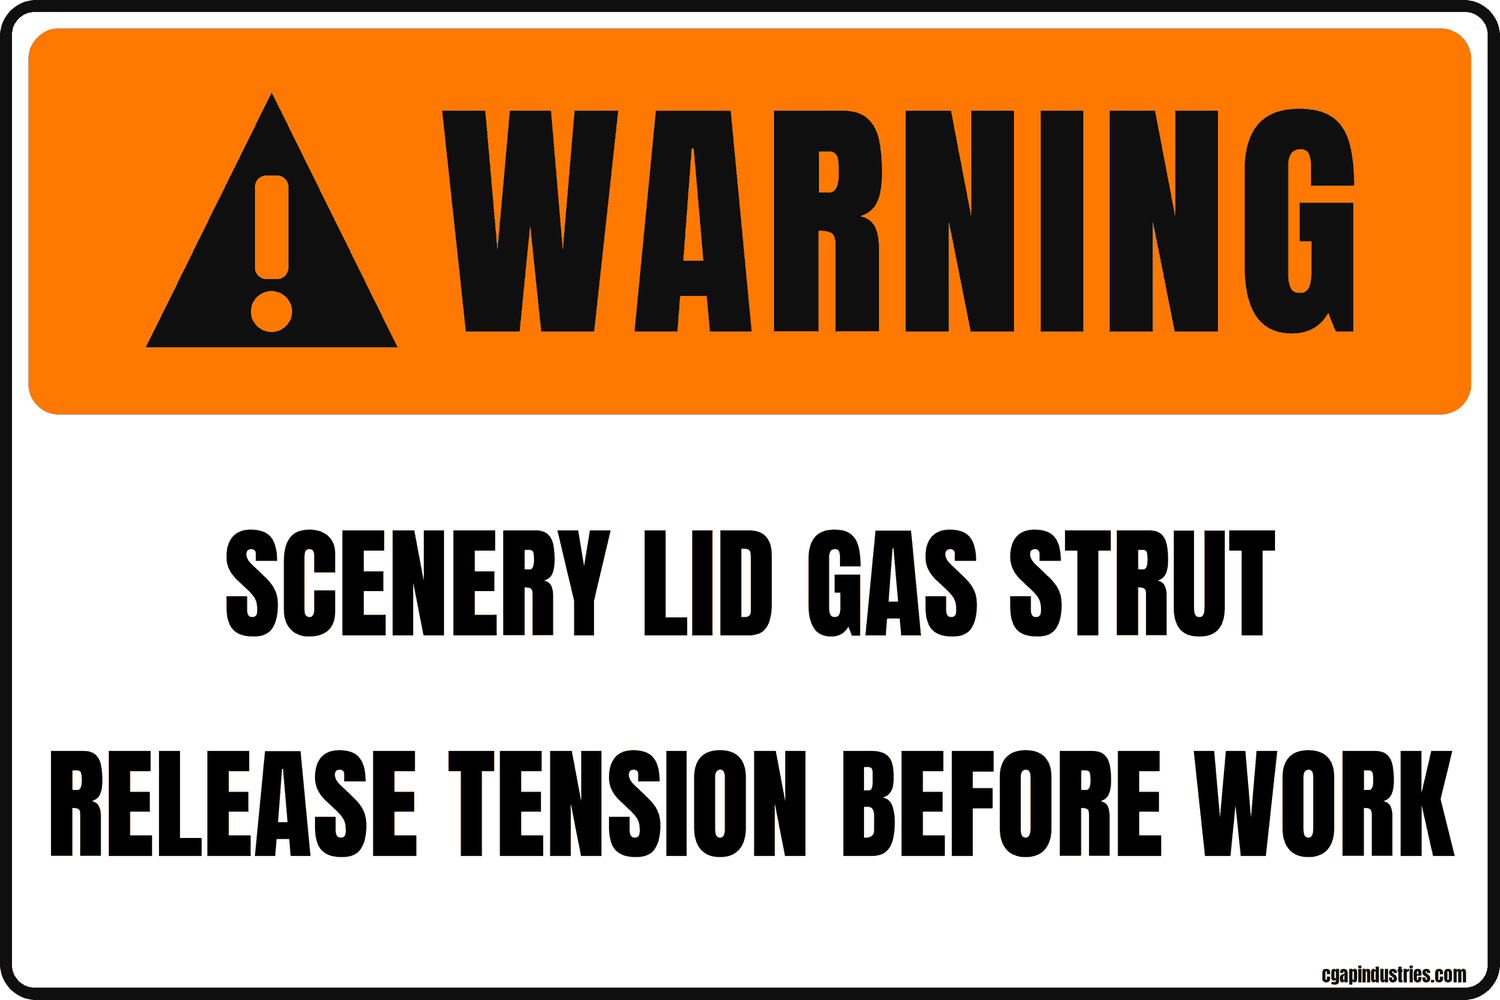 WARNING
SCENERY LID GAS STRUT
RELEASE TENSION BEFORE WORK
cgapindustries.com